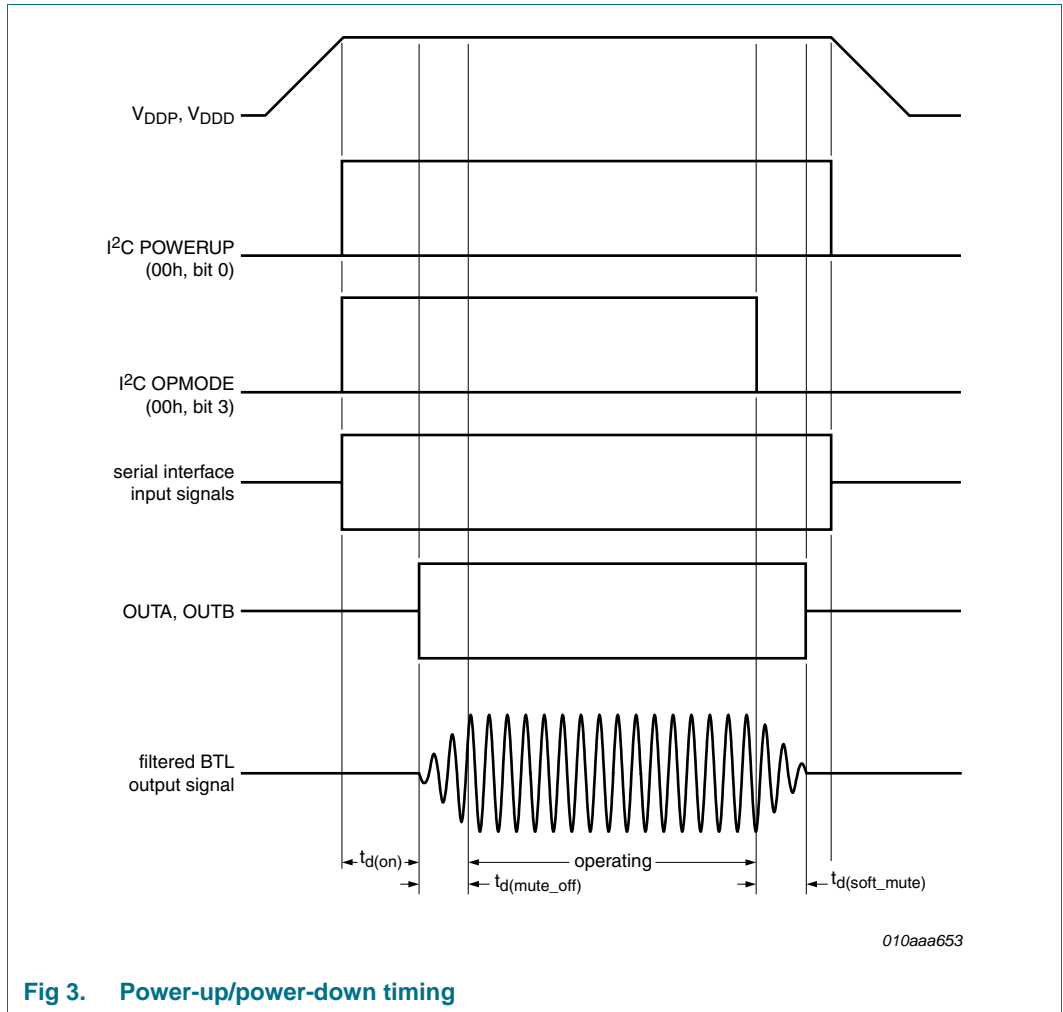 VDDP, VDDD
I2C POWERUP
(00h, bit 0)
I2C OPMODE
(00h, bit 3)
serial interface
input signals
OUTA, OUTB
filtered BTL
output signal
td(on)
operating
td(mute_off)
td(soft_mute)
010aaa653
Fig 3. Power-up/power-down timing